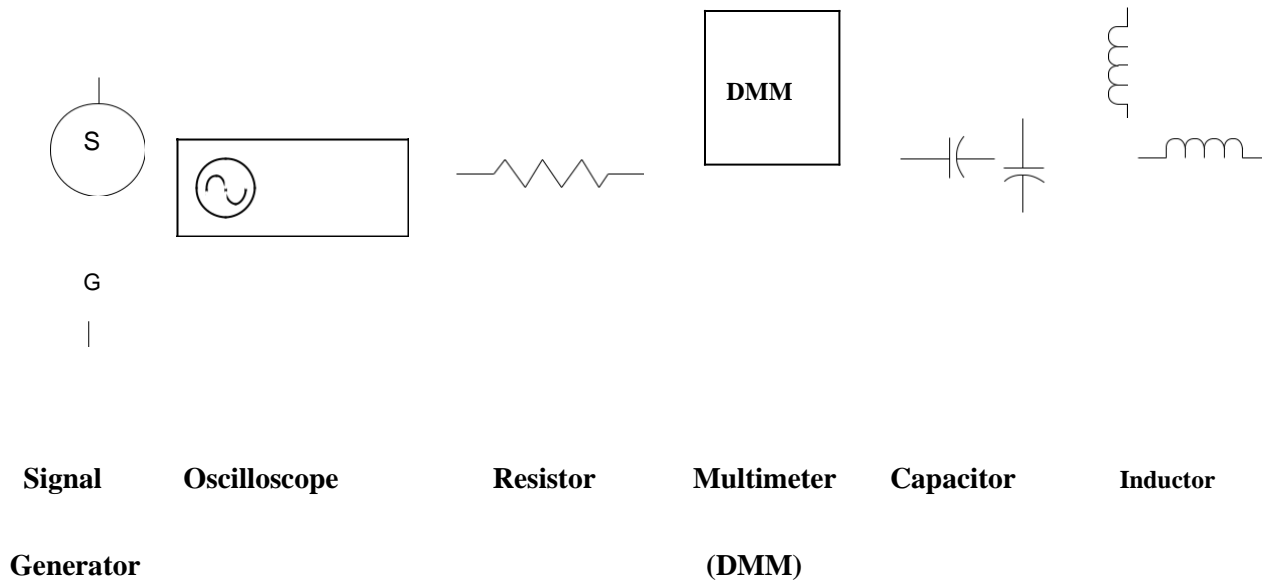 DMM
S
G
Signal Oscilloscope Resistor Multimeter Capacitor Inductor
Generator (DMM)